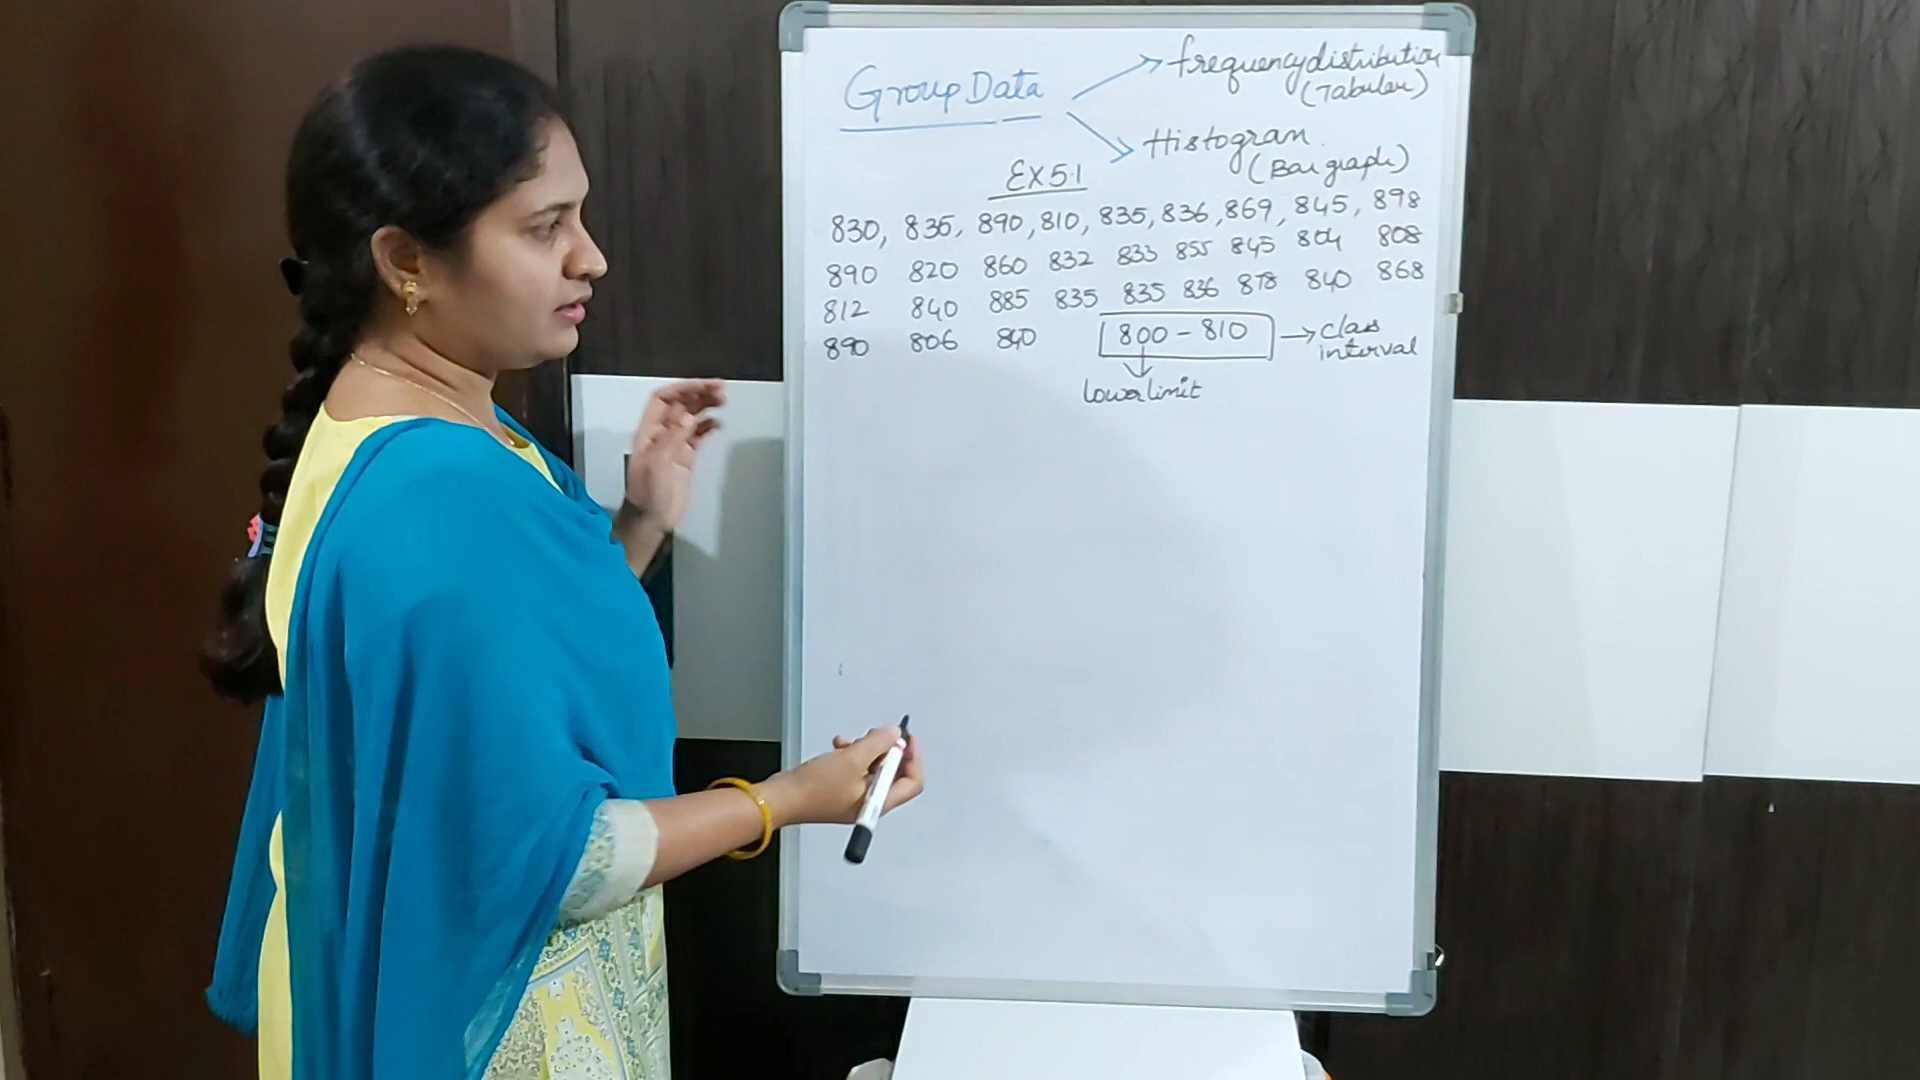 Group Data
frequency distribution
(Tabular)
Histogram
(Bar graph)
EX 5.1
830, 835, 890, 810, 835, 836, 869, 845, 898
890 820 860 832 833 855 845 804 808
812 840 885 835 835 836 878 840 868
890 806 840
800 - 810
class
interval
lower limit